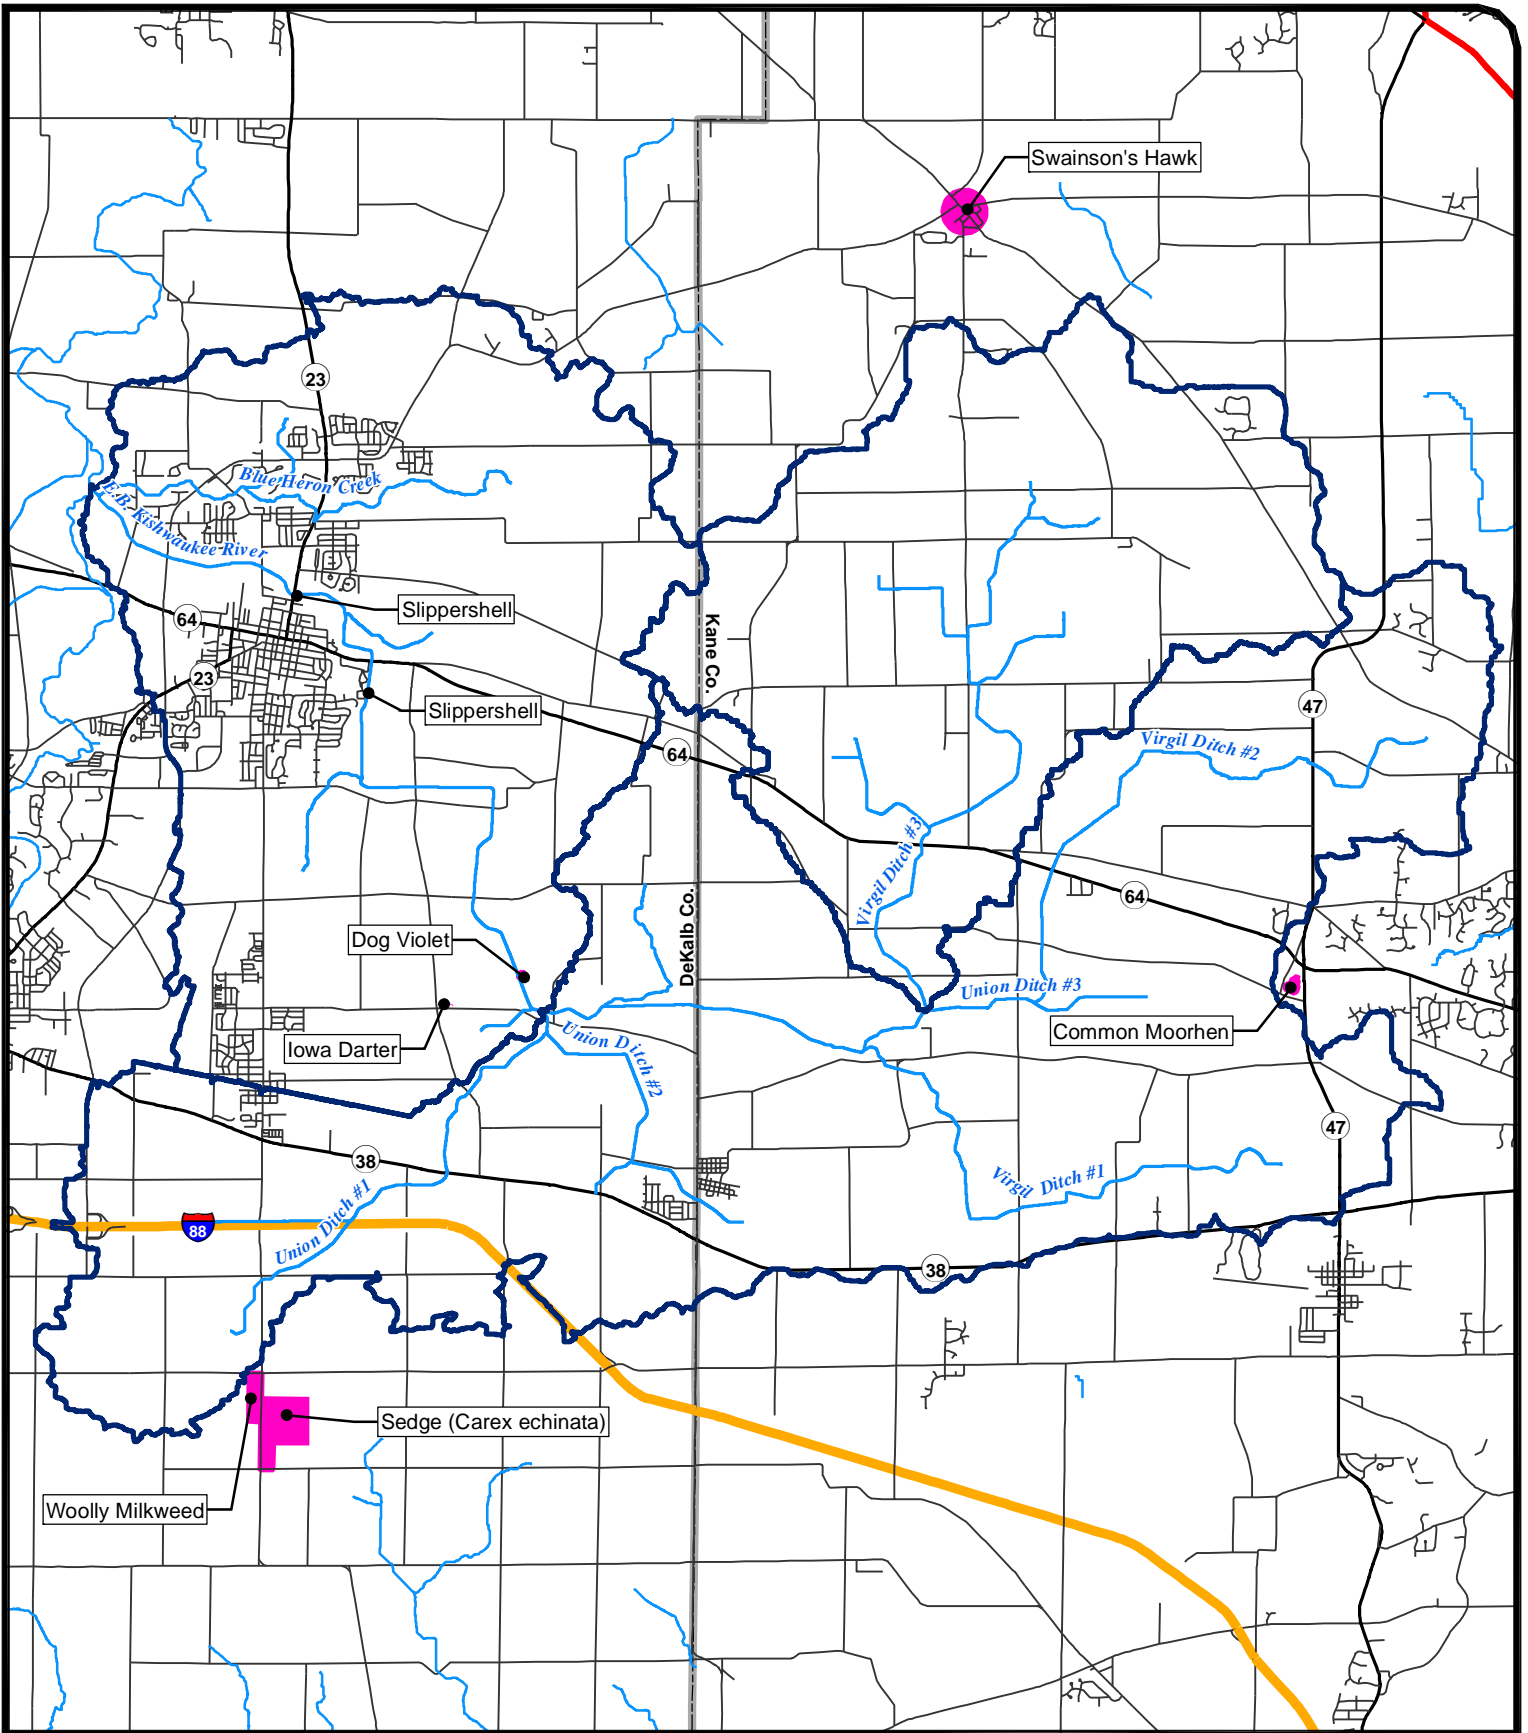 Swainson's Hawk
23
Blue Heron Creek
E.B. Kishwaukee River
Slippershell
64
Kane Co.
23
Slippershell
47
Virgil Ditch #2
64
Virgil Ditch #3
64
DeKalb Co.
Dog Violet
Union Ditch #3
Iowa Darter
Union Ditch #2
Common Moorhen
47
38
Virgil Ditch #1
Union Ditch #1
88
38
Sedge (Carex echinata)
Woolly Milkweed